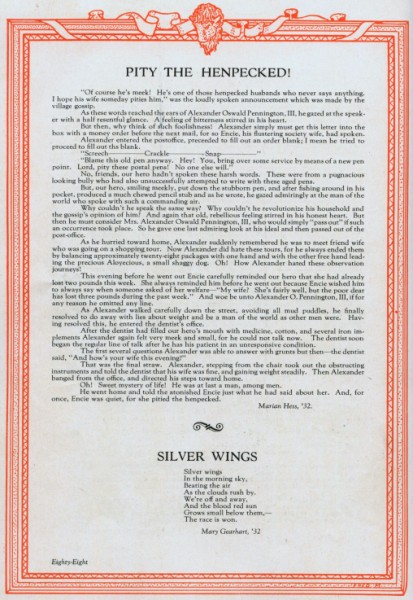 PITY THE HENPECKED!
"Of course he's meek! He's one of those henpecked husbands who never says anything.
I hope his wife someday pities him," was the loudly spoken announcement which was made by the
village gossip.
As these words reached the ears of Alexander Oswald Pennington, III, he gazed at the speak-
er with a half resentful glance. A feeling of bitterness stirred in his heart.
But then, why think of such foolishness! Alexander simply must get this letter into the
box with a money order before the next mail, for so Encie, his flustering society wife, had spoken.
Alexander entered the postoffice, preceeded to fill out an order blank; I mean he tried to
proceed to fill out the blank.
"Screech———Crackle———Snap———"
"Blame this old pen anyway. Hey! You, bring over some service by means of a new pen
point. Lord, pity these postal pens! No one else will."
No, friends, our hero hadn't spoken these harsh words. These were from a pugnacious
looking bully who had also unsuccessfully attempted to write with these aged pens.
But, our hero, smiling meekly, put down the stubborn pen, and after fishing around in his
pocket, produced a much chewed pencil stub and as he wrote, he gazed admiringly at the man of the
world who spoke with such a commanding air.
Why couldn't he speak the same way? Why couldn't he revolutionize his household and
the gossip's opinion of him? And again that old, rebellious feeling stirred in his honest heart. But
then he must consider Mrs. Alexander Oswald Pennington, III, who would simply "pass out" if such
an occurrence took place. So he gave one last admiring look at his ideal and then passed out of the
post-office.
As he hurried toward home, Alexander suddenly remembered he was to meet friend wife
who was going on a shopping tour. Now Alexander did hate these tours, for he always ended them
by balancing approximately twenty-eight packages with one hand and with the other free hand lead-
ing the precious Aloyecious, a small shaggy dog. Oh! How Alexander hated these observation
journeys!
This evening before he went out Encie carefully reminded our hero that she had already
lost two pounds this week. She always reminded him before he went out because Encie wished him
to always say when someone asked of her welfare—"My wife? She's fairly well, but the poor dear
has lost three pounds during the past week." And woe be unto Alexander O. Pennington, III, if for
any reason he omitted any line.
As Alexander walked carefully down the street, avoiding all mud puddles, he finally
resolved to do away with lies about weight and be a man of the world as other men were. Hav-
ing resolved this, he entered the dentist's office.
After the dentist had filled our hero's mouth with medicine, cotton, and several iron im-
plements Alexander again felt very meek and small, for he could not talk now. The dentist soon
began the regular line of talk after he has his patient in an unresponsive condition.
The first several questions Alexander was able to answer with grunts but then—the dentist
said, "And how's your wife this evening?"
That was the final straw. Alexander, stepping from the chair took out the obstructing
instruments and told the dentist that his wife was fine, and gaining weight steadily. Then Alexander
banged from the office, and directed his steps toward home.
Oh! Sweet mystery of life! He was at last a man, among men.
He went home and told the atonished Encie just what he had said about her. And, for
once, Encie was quiet, for she pitied the henpecked.
Marian Hess, '32.
SILVER WINGS
Silver wings
In the morning sky,
Beating the air
As the clouds rush by.
We're off and away,
And the blood red sun
Grows small below them,—
The race is won.
Mary Gearhart, '32
Eighty-Eight